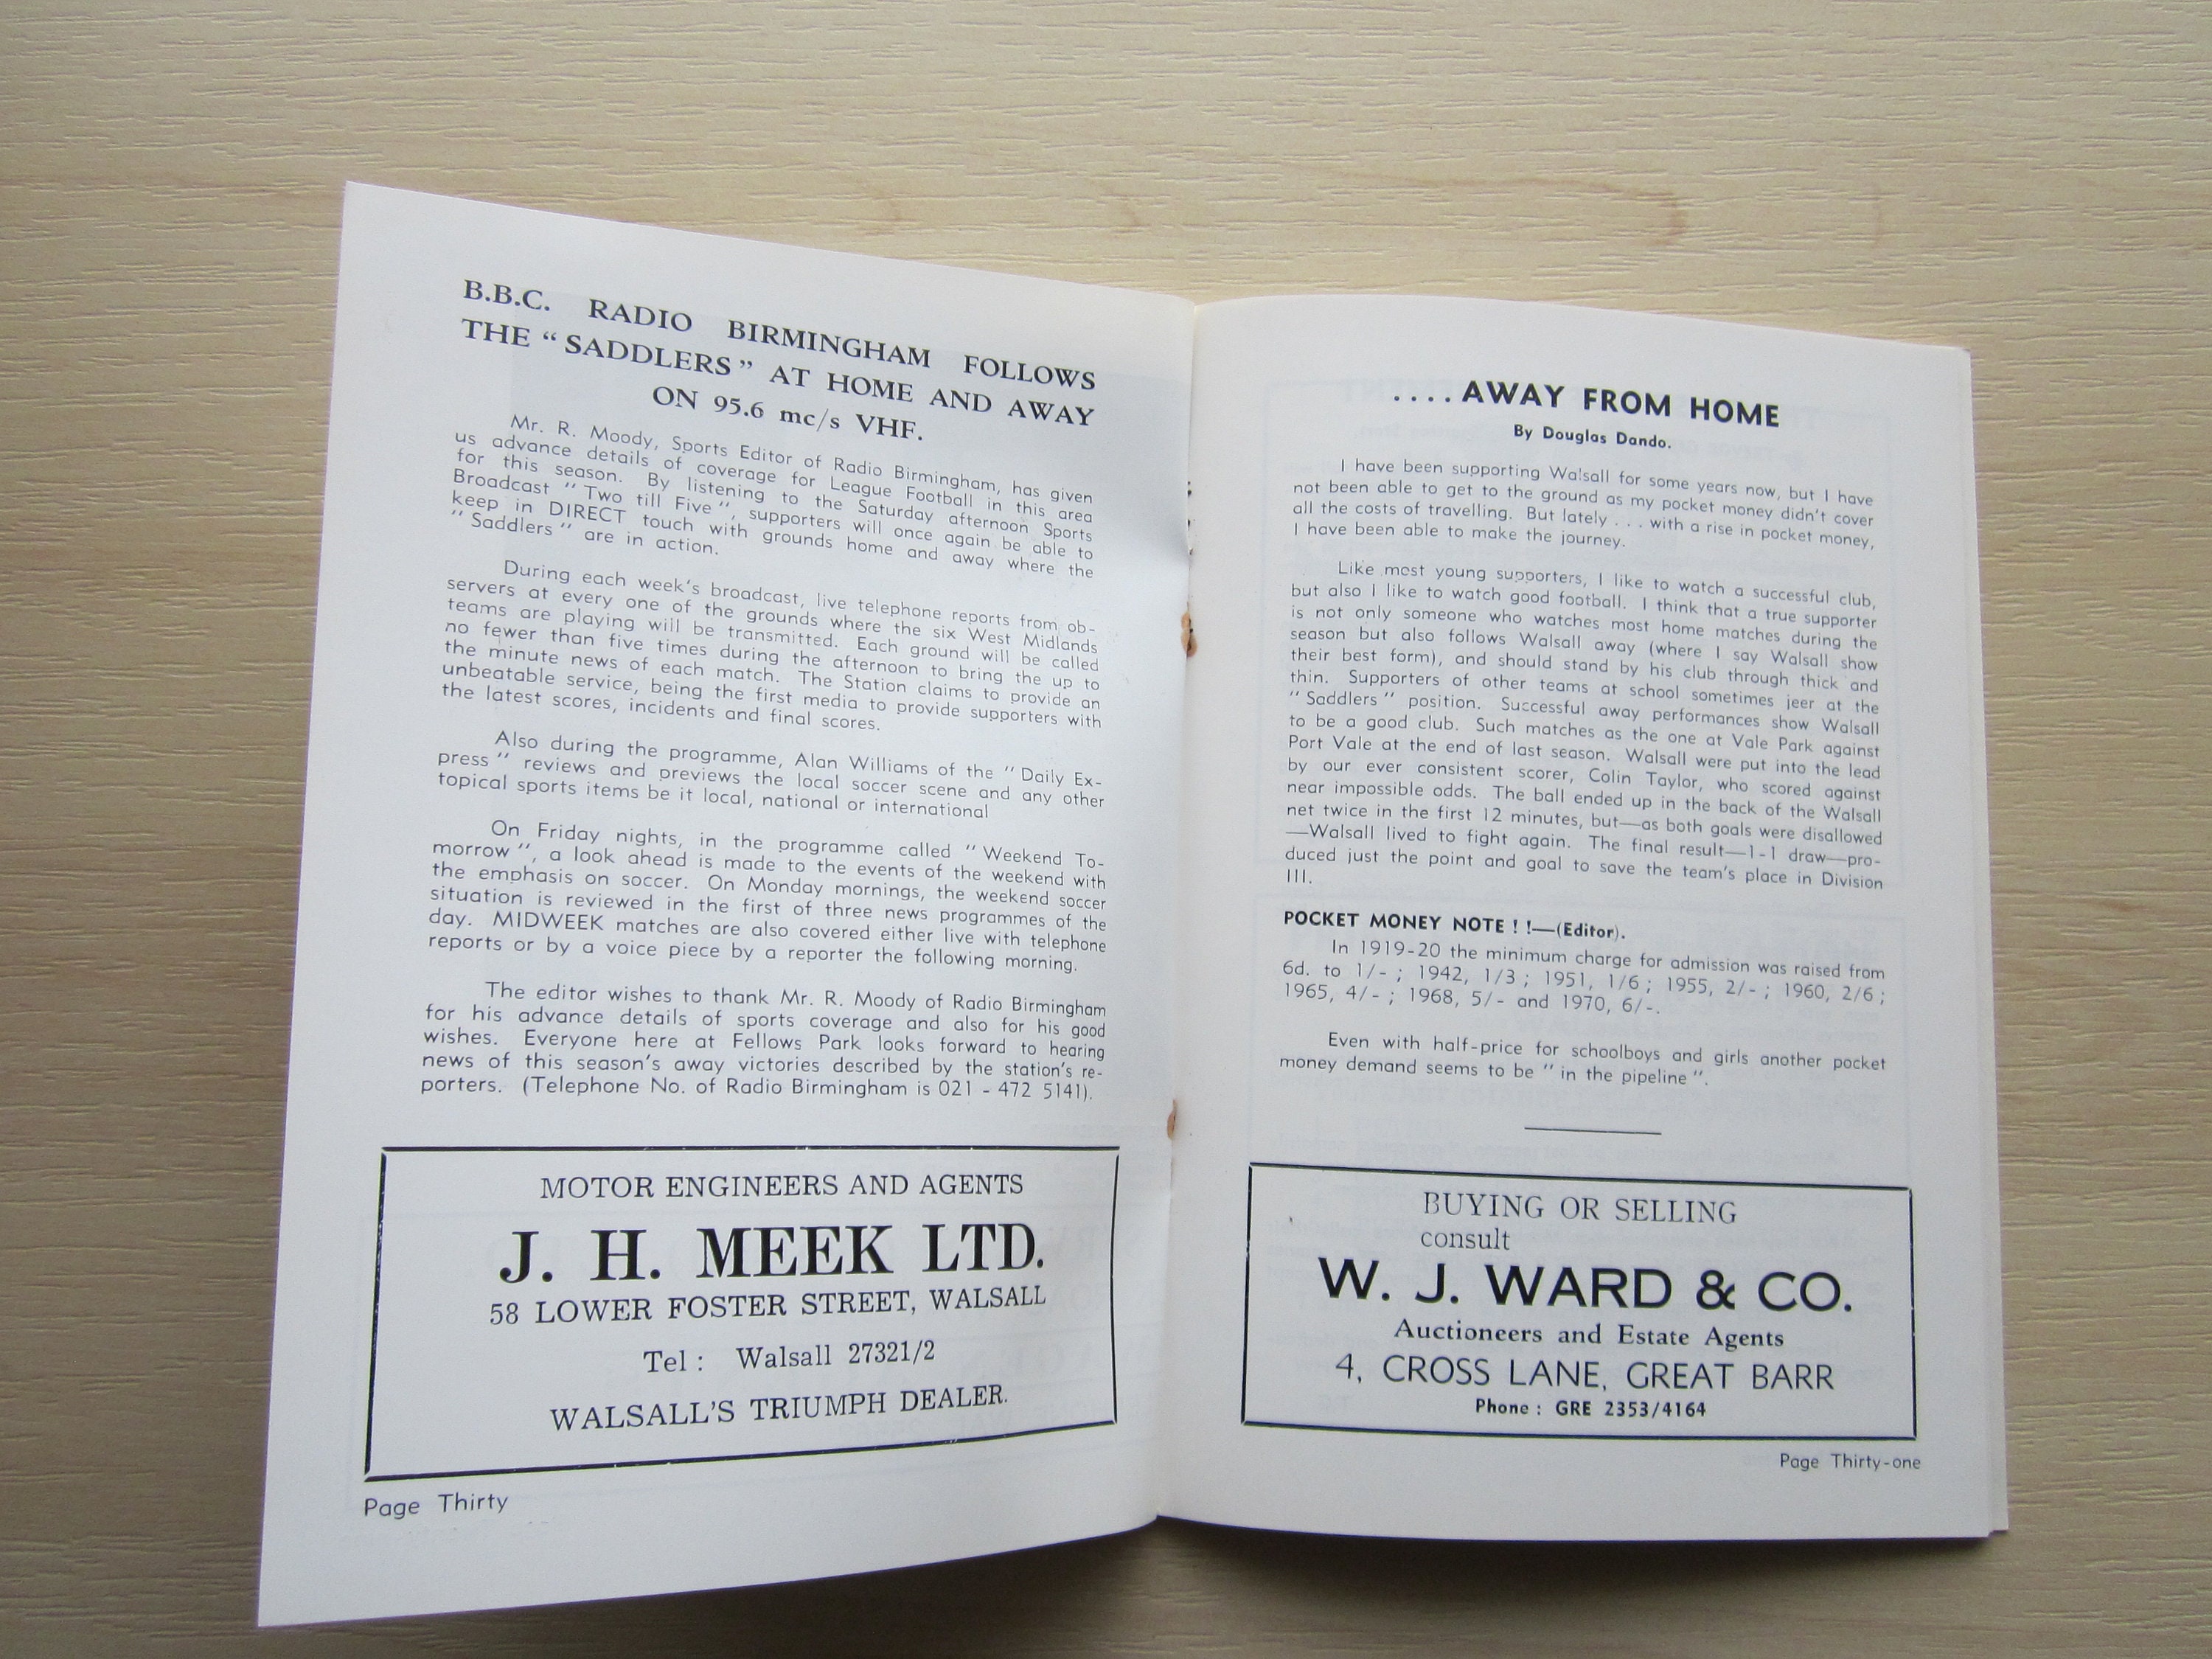 B.B.C. RADIO BIRMINGHAM FOLLOWS
THE “SADDLERS” AT HOME AND AWAY
ON 95.6 mc/s VHF.
Mr. R. Moody, Sports Editor of Radio Birmingham, has given
us advance details of coverage for League Football in this area
for this season. By listening to the Saturday afternoon Sports
Broadcast “Two till Five”, supporters will once again be able to
keep in DIRECT touch with grounds home and away where the
“Saddlers” are in action.
During each week's broadcast, live telephone reports from ob-
servers at every one of the grounds where the six West Midlands
teams are playing will be transmitted. Each ground will be called
no fewer than five times during the afternoon to bring the up to
the minute news of each match. The Station claims to provide an
unbeatable service, being the first media to provide supporters with
the latest scores, incidents and final scores.
Also during the programme, Alan Williams of the “Daily Ex-
press” reviews and previews the local soccer scene and any other
topical sports items be it local, national or international
On Friday nights, in the programme called “Weekend To-
morrow”, a look ahead is made to the events of the weekend with
the emphasis on soccer. On Monday mornings, the weekend soccer
situation is reviewed in the first of three news programmes of the
day. MIDWEEK matches are also covered either live with telephone
reports or by a voice piece by a reporter the following morning.
The editor wishes to thank Mr. R. Moody of Radio Birmingham
for his advance details of sports coverage and also for his good
wishes. Everyone here at Fellows Park looks forward to hearing
news of this season's away victories described by the station's re-
porters. (Telephone No. of Radio Birmingham is 021 - 472 5141).
MOTOR ENGINEERS AND AGENTS
J. H. MEEK LTD.
58 LOWER FOSTER STREET, WALSALL
Tel : Walsall 27321/2
WALSALL'S TRIUMPH DEALER.
Page Thirty
. . . . AWAY FROM HOME
By Douglas Dando.
I have been supporting Walsall for some years now, but I have
not been able to get to the ground as my pocket money didn't cover
all the costs of travelling. But lately . . . with a rise in pocket money,
I have been able to make the journey.
Like most young supporters, I like to watch a successful club,
but also I like to watch good football. I think that a true supporter
is not only someone who watches most home matches during the
season but also follows Walsall away (where I say Walsall show
their best form), and should stand by his club through thick and
thin. Supporters of other teams at school sometimes jeer at the
“Saddlers” position. Successful away performances show Walsall
to be a good club. Such matches as the one at Vale Park against
Port Vale at the end of last season. Walsall were put into the lead
by our ever consistent scorer, Colin Taylor, who scored against
near impossible odds. The ball ended up in the back of the Walsall
net twice in the first 12 minutes, but—as both goals were disallowed
—Walsall lived to fight again. The final result—1-1 draw—pro-
duced just the point and goal to save the team's place in Division
III.
POCKET MONEY NOTE ! !—(Editor).
In 1919-20 the minimum charge for admission was raised from
6d. to 1/- ; 1942, 1/3 ; 1951, 1/6 ; 1955, 2/- ; 1960, 2/6 ;
1965, 4/- ; 1968, 5/- and 1970, 6/-.
Even with half-price for schoolboys and girls another pocket
money demand seems to be “in the pipeline”.
BUYING OR SELLING
consult
W. J. WARD & CO.
Auctioneers and Estate Agents
4, CROSS LANE, GREAT BARR
Phone : GRE 2353/4164
Page Thirty-one